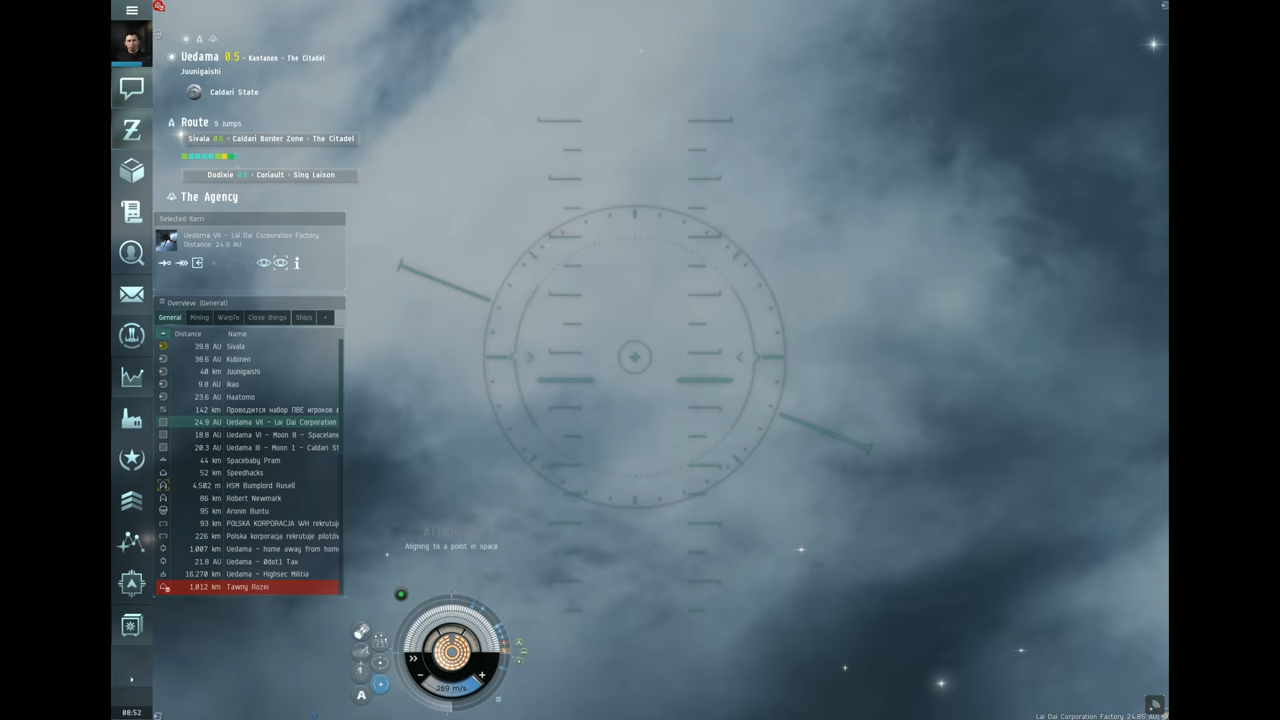 Uedama 0.5 · Kantanen · The Citadel
Juunigaishi
Caldari State
Route 9 Jumps
Sivala 0.6 · Caldari Border Zone · The Citadel
Dodixie 0.9 · Coriault · Sinq Laison
The Agency
Selected Item
Uedama VII - Lai Dai Corporation Factory
Distance: 24.9 AU
Overview (General)
General Mining WarpTo Close things Ships +
Distance Name
39.8 AU Sivala
38.6 AU Kubinen
40 km Juunigaishi
9.8 AU Ikao
23.6 AU Haatomo
142 km Проводится набор ПВЕ игроков в
24.9 AU Uedama VII - Lai Dai Corporation
18.8 AU Uedama VI - Moon 8 - Spacelane
20.3 AU Uedama III - Moon 1 - Caldari St
44 km Spacebaby Pram
52 km Speedhacks
4.502 m HSM Bumplord Rusell
86 km Robert Newmark
95 km Aronin Buntu
93 km POLSKA KORPORACJA WH rekrutuje
226 km Polska korporacja rekrutuje pilotów
1.007 km Uedama - home away from home
21.8 AU Uedama - 0dot1 Tax
16.270 km Uedama - Highsec Militia
1.012 km Tawny Rozei
ALIGNING
Aligning to a point in space
269 m/s
A
08:52
Lai Dai Corporation Factory 24.85 AU